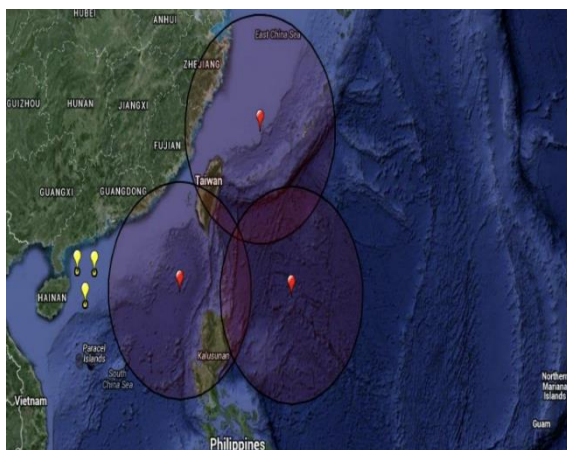 HUBEI
ANHUI
East China Sea
ZHEJIANG
GUIZHOU
HUNAN
JIANGXI
FUJIAN
Taiwan
GUANGXI
GUANGDONG
HAINAN
Paracel
Islands
South
China Sea
Kalusunan
Vietnam
Philippines
Northern
Mariana
Islands
Guam